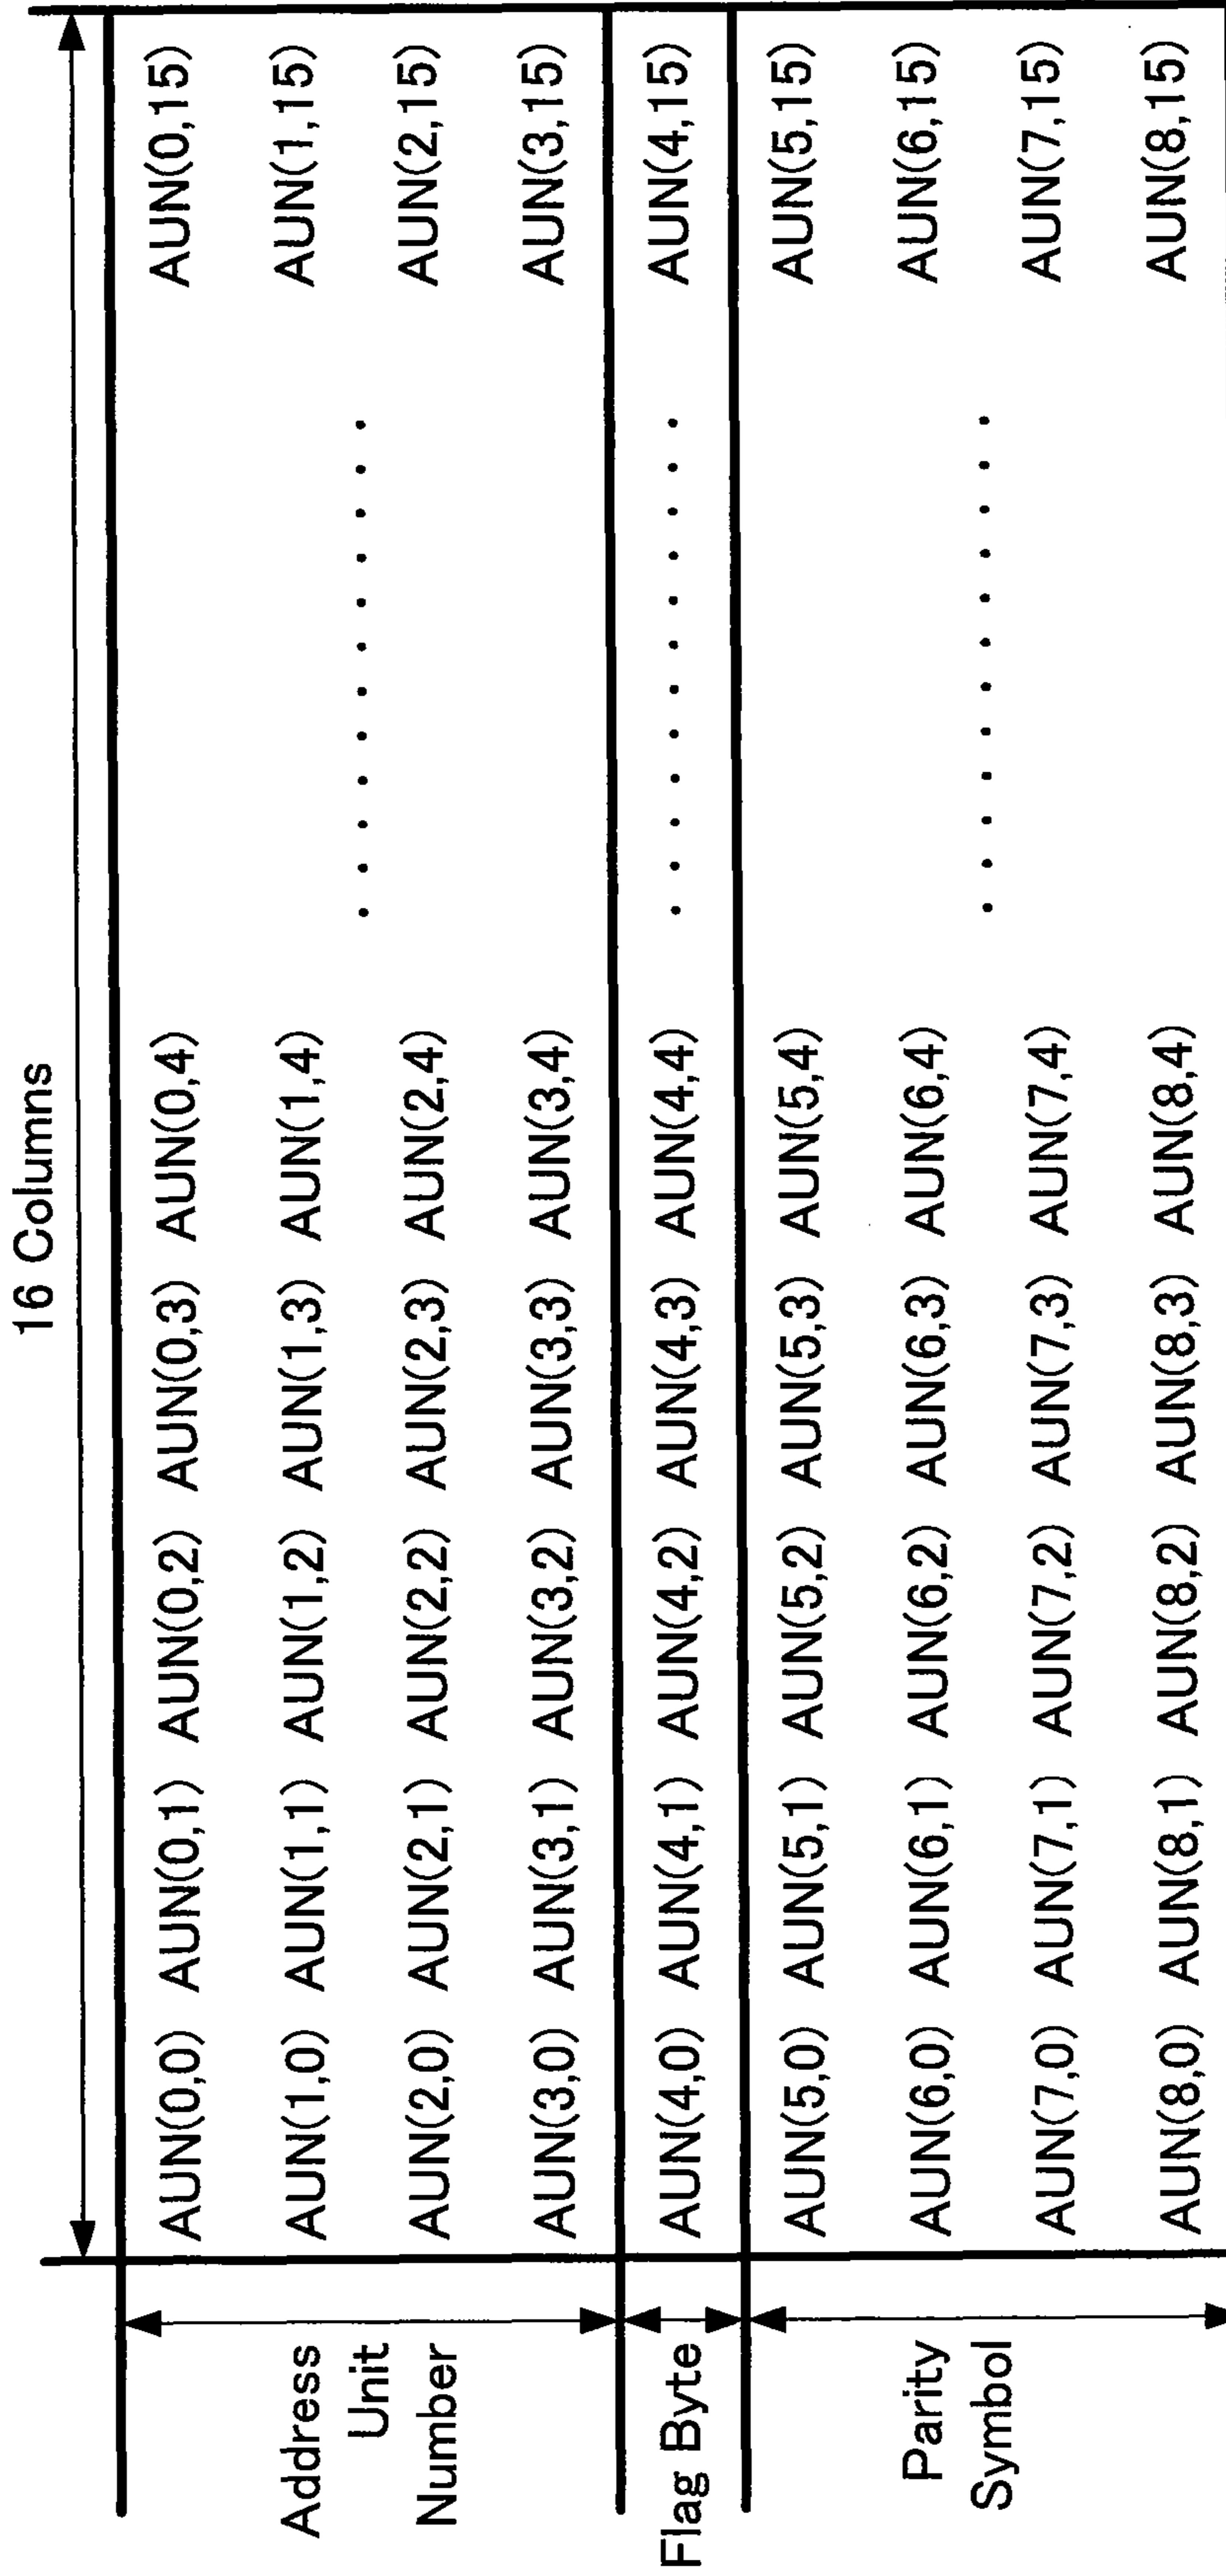 16 Columns
Address
Unit
Number
AUN(0,0) AUN(0,1) AUN(0,2) AUN(0,3) AUN(0,4) AUN(0,15)
AUN(1,0) AUN(1,1) AUN(1,2) AUN(1,3) AUN(1,4) AUN(1,15)
............
AUN(2,0) AUN(2,1) AUN(2,2) AUN(2,3) AUN(2,4) AUN(2,15)
AUN(3,0) AUN(3,1) AUN(3,2) AUN(3,3) AUN(3,4) AUN(3,15)
Flag Byte AUN(4,0) AUN(4,1) AUN(4,2) AUN(4,3) AUN(4,4) ............ AUN(4,15)
Parity
Symbol
AUN(5,0) AUN(5,1) AUN(5,2) AUN(5,3) AUN(5,4) AUN(5,15)
AUN(6,0) AUN(6,1) AUN(6,2) AUN(6,3) AUN(6,4) AUN(6,15)
............
AUN(7,0) AUN(7,1) AUN(7,2) AUN(7,3) AUN(7,4) AUN(7,15)
AUN(8,0) AUN(8,1) AUN(8,2) AUN(8,3) AUN(8,4) AUN(8,15)